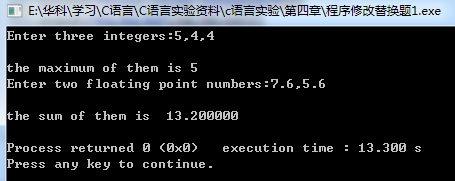 E:\华科\学习\C语言\C语言实验资料\c语言实验\第四章\程序修改替换题1.exe
Enter three integers:5,4,4
the maximum of them is 5
Enter two floating point numbers:7.6,5.6
the sum of them is  13.200000
Process returned 0 (0x0)   execution time : 13.300 s
Press any key to continue.